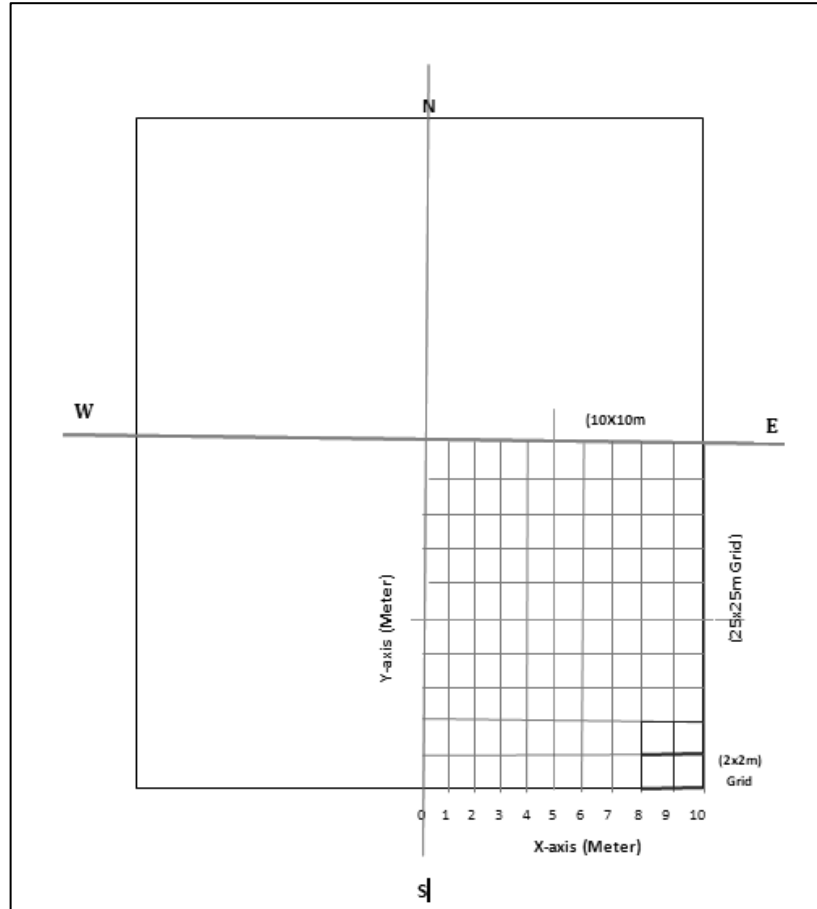 N
W
(10X10m
E
Y-axis (Meter)
(25x25m Grid)
(2x2m)
Grid
0 1 2 3 4 5 6 7 8 9 10
X-axis (Meter)
S